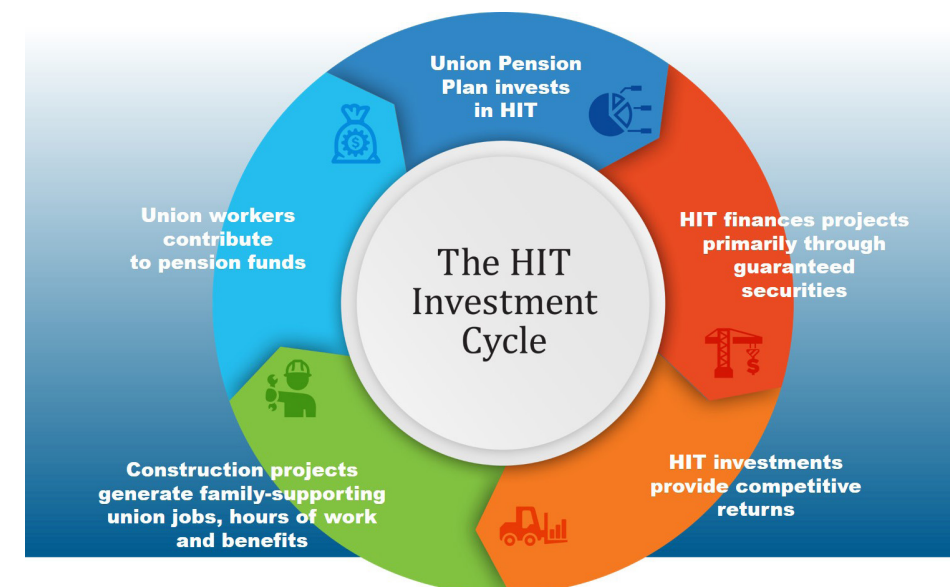 Union Pension
Plan invests
in HIT
HIT finances projects
primarily through
guaranteed
securities
$
HIT investments
provide competitive
returns
Construction projects
generate family-supporting
union jobs, hours of work
and benefits
Union workers
contribute
to pension funds
$
The HIT
Investment
Cycle